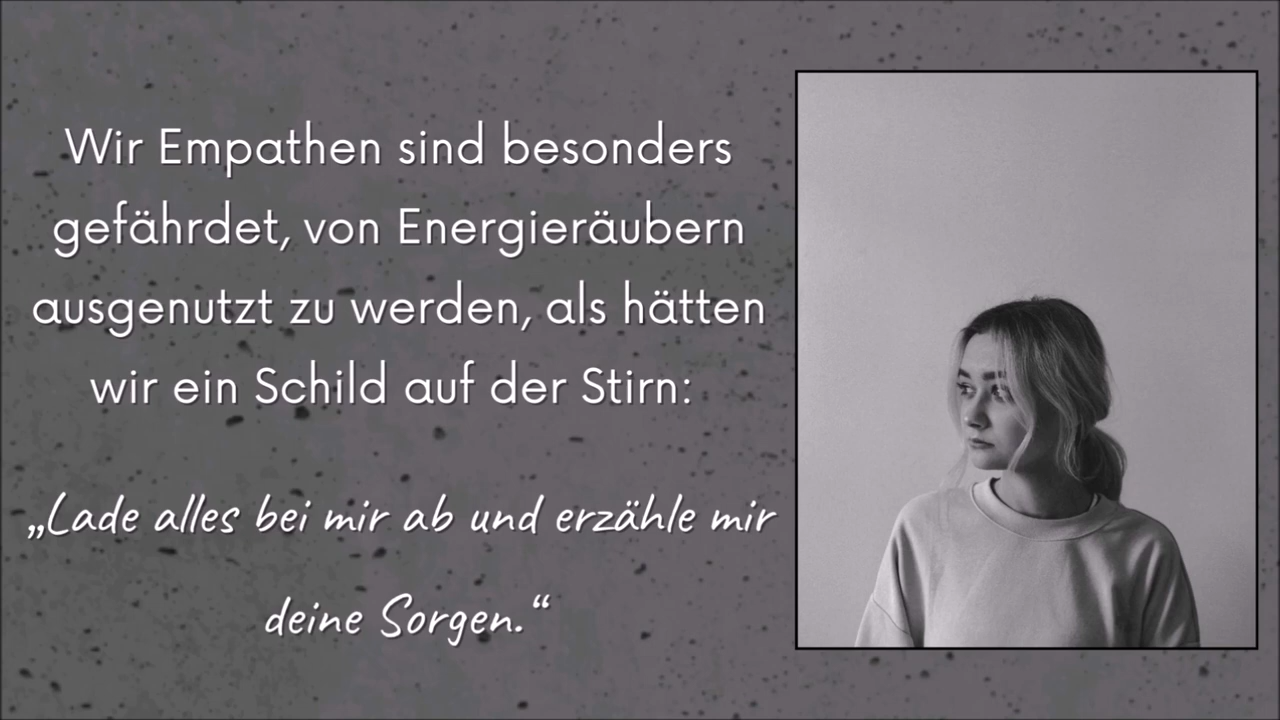 Wir Empathen sind besonders
gefährdet, von Energieräubern
ausgenutzt zu werden, als hätten
wir ein Schild auf der Stirn:
„Lade alles bei mir ab und erzähle mir
deine Sorgen.“